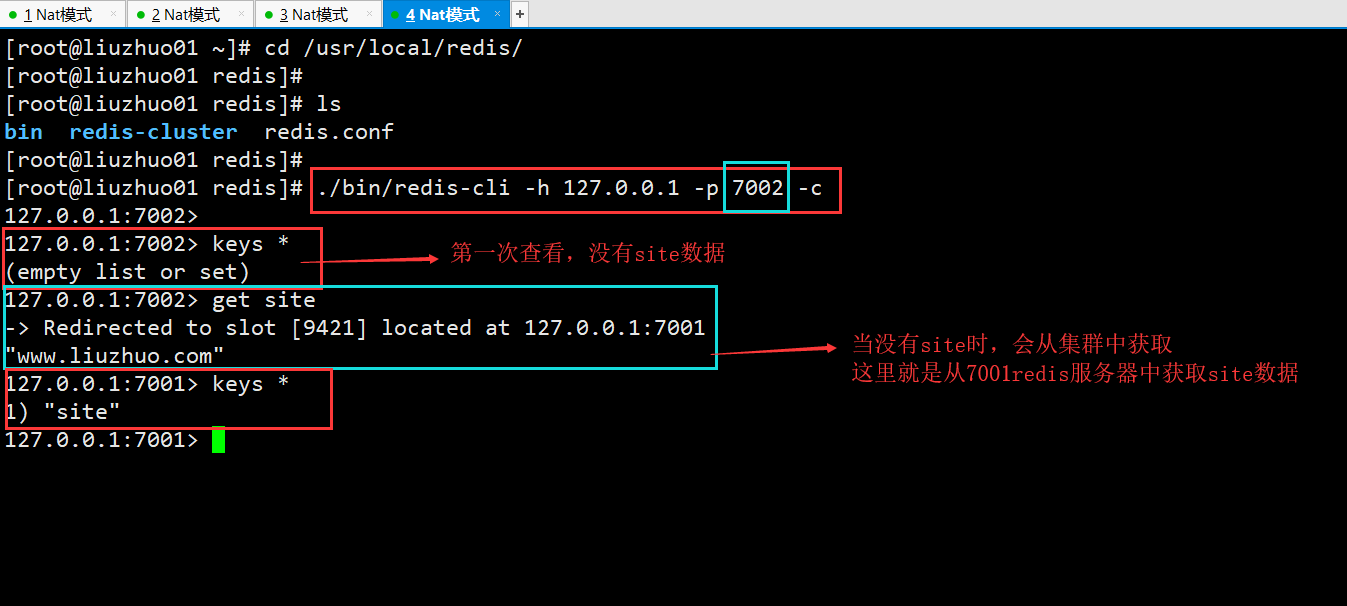 1 Nat模式 × 2 Nat模式 × 3 Nat模式 × 4 Nat模式 × +
[root@liuzhuo01 ~]# cd /usr/local/redis/
[root@liuzhuo01 redis]#
[root@liuzhuo01 redis]# ls
bin  redis-cluster  redis.conf
[root@liuzhuo01 redis]#
[root@liuzhuo01 redis]# ./bin/redis-cli -h 127.0.0.1 -p 7002 -c
127.0.0.1:7002>
127.0.0.1:7002> keys *
(empty list or set)
第一次查看，没有site数据
127.0.0.1:7002> get site
-> Redirected to slot [9421] located at 127.0.0.1:7001
"www.liuzhuo.com"
当没有site时，会从集群中获取
这里就是从7001redis服务器中获取site数据
127.0.0.1:7001> keys *
1) "site"
127.0.0.1:7001>